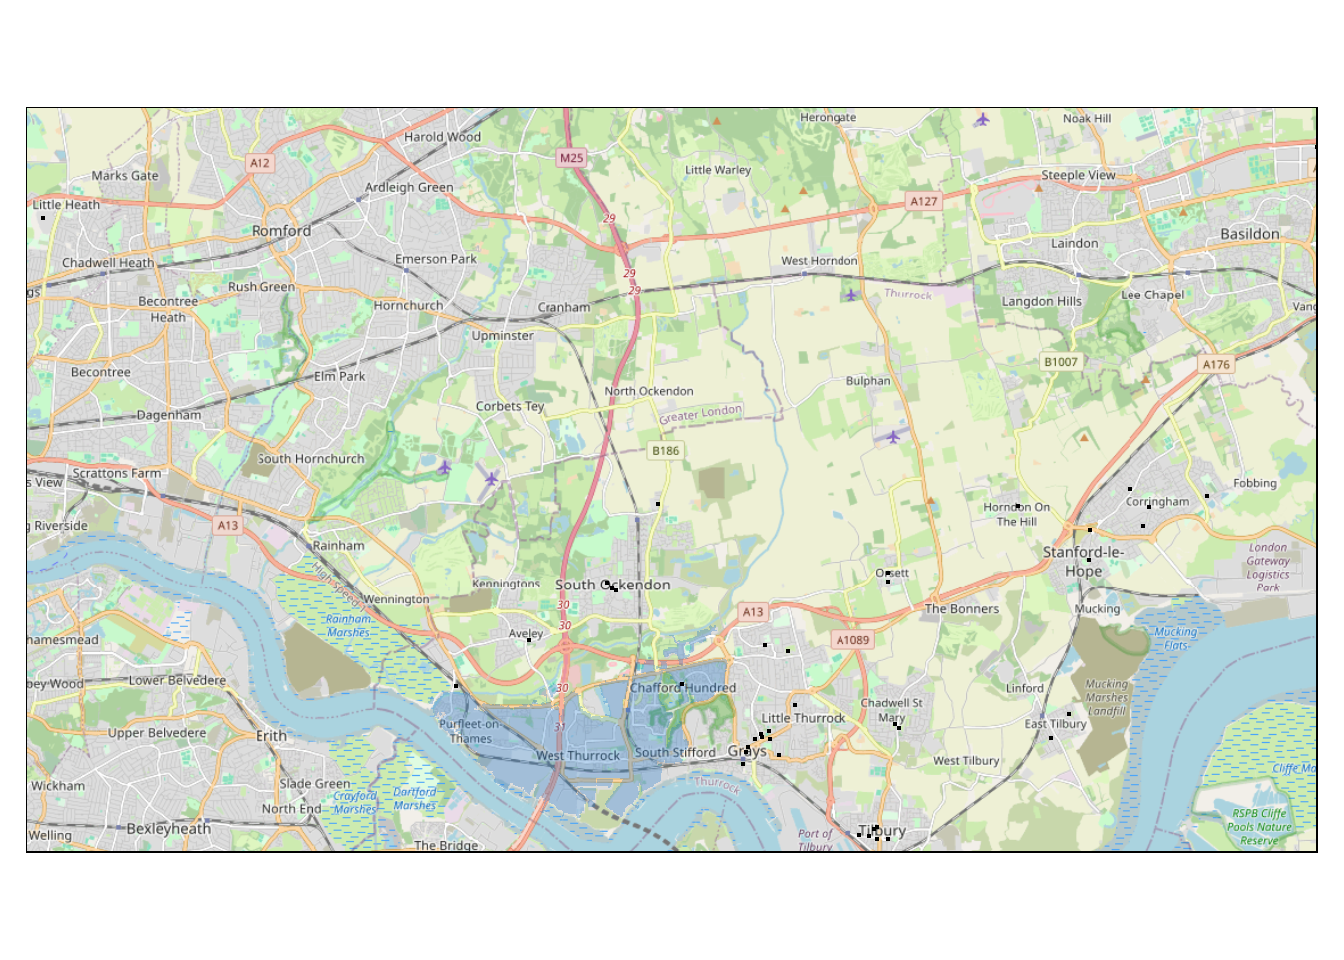 Herongate
Noak Hill
Harold Wood
A12
M25
Little Warley
Marks Gate
Ardleigh Green
Steeple View
Little Heath
A127
29
Romford
Basildon
Laindon
Chadwell Heath
Emerson Park
West Horndon
29
gs
Rush Green
29
Becontree
Heath
Hornchurch
Cranham
Thurrock
Langdon Hills
Lee Chapel
Vang
Upminster
B1007
A176
Becontree
Elm Park
North Ockendon
Bulphan
Dagenham
Corbets Tey
Greater London
B186
South Hornchurch
Scrattons Farm
s View
Fobbing
Corringham
Horndon On
The Hill
g Riverside
A13
Rainham
Stanford-le-
Hope
London
Gateway
Logistics
Park
High Speed 1
Kenningtons
South Ockendon
Orsett
Wennington
30
A13
The Bonners
Mucking
Rainham
Marshes
30
Aveley
A1089
Mucking
Flats
hamesmead
bey Wood
Lower Belvedere
30
Chafford Hundred
Linford
Mucking
Marshes
Landfill
Chadwell St
Mary
Purfleet-on-
Thames
31
Little Thurrock
East Tilbury
Upper Belvedere
Erith
West Thurrock
South Stifford
Grays
West Tilbury
Cliffe Ma
Wickham
Slade Green
Thurrock
Crayford
Marshes
Dartford
Marshes
North End
RSPB Cliffe
Pools Nature
Reserve
Welling
Bexleyheath
The Bridge
Port of
Tilbury
Tilbury